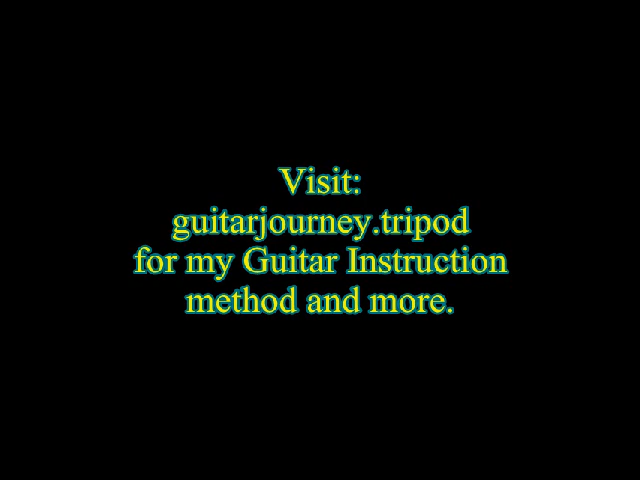 Visit:
guitarjourney.tripod
for my Guitar Instruction
method and more.